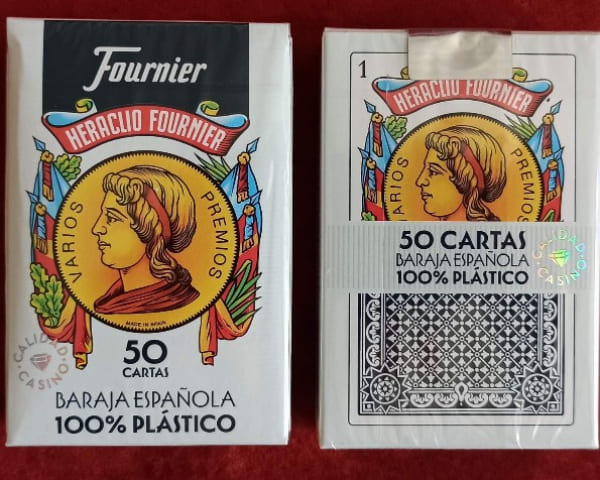 Fournier
HERACLIO FOURNIER
VARIOS PREMIOS
MADE IN SPAIN
50
CARTAS
CALIDAD CASINO
BARAJA ESPAÑOLA
100% PLÁSTICO
1
HERACLIO FOURNIER
VARIOS PREMIOS
50 CARTAS
BARAJA ESPAÑOLA
100% PLÁSTICO
CALIDAD CASINO